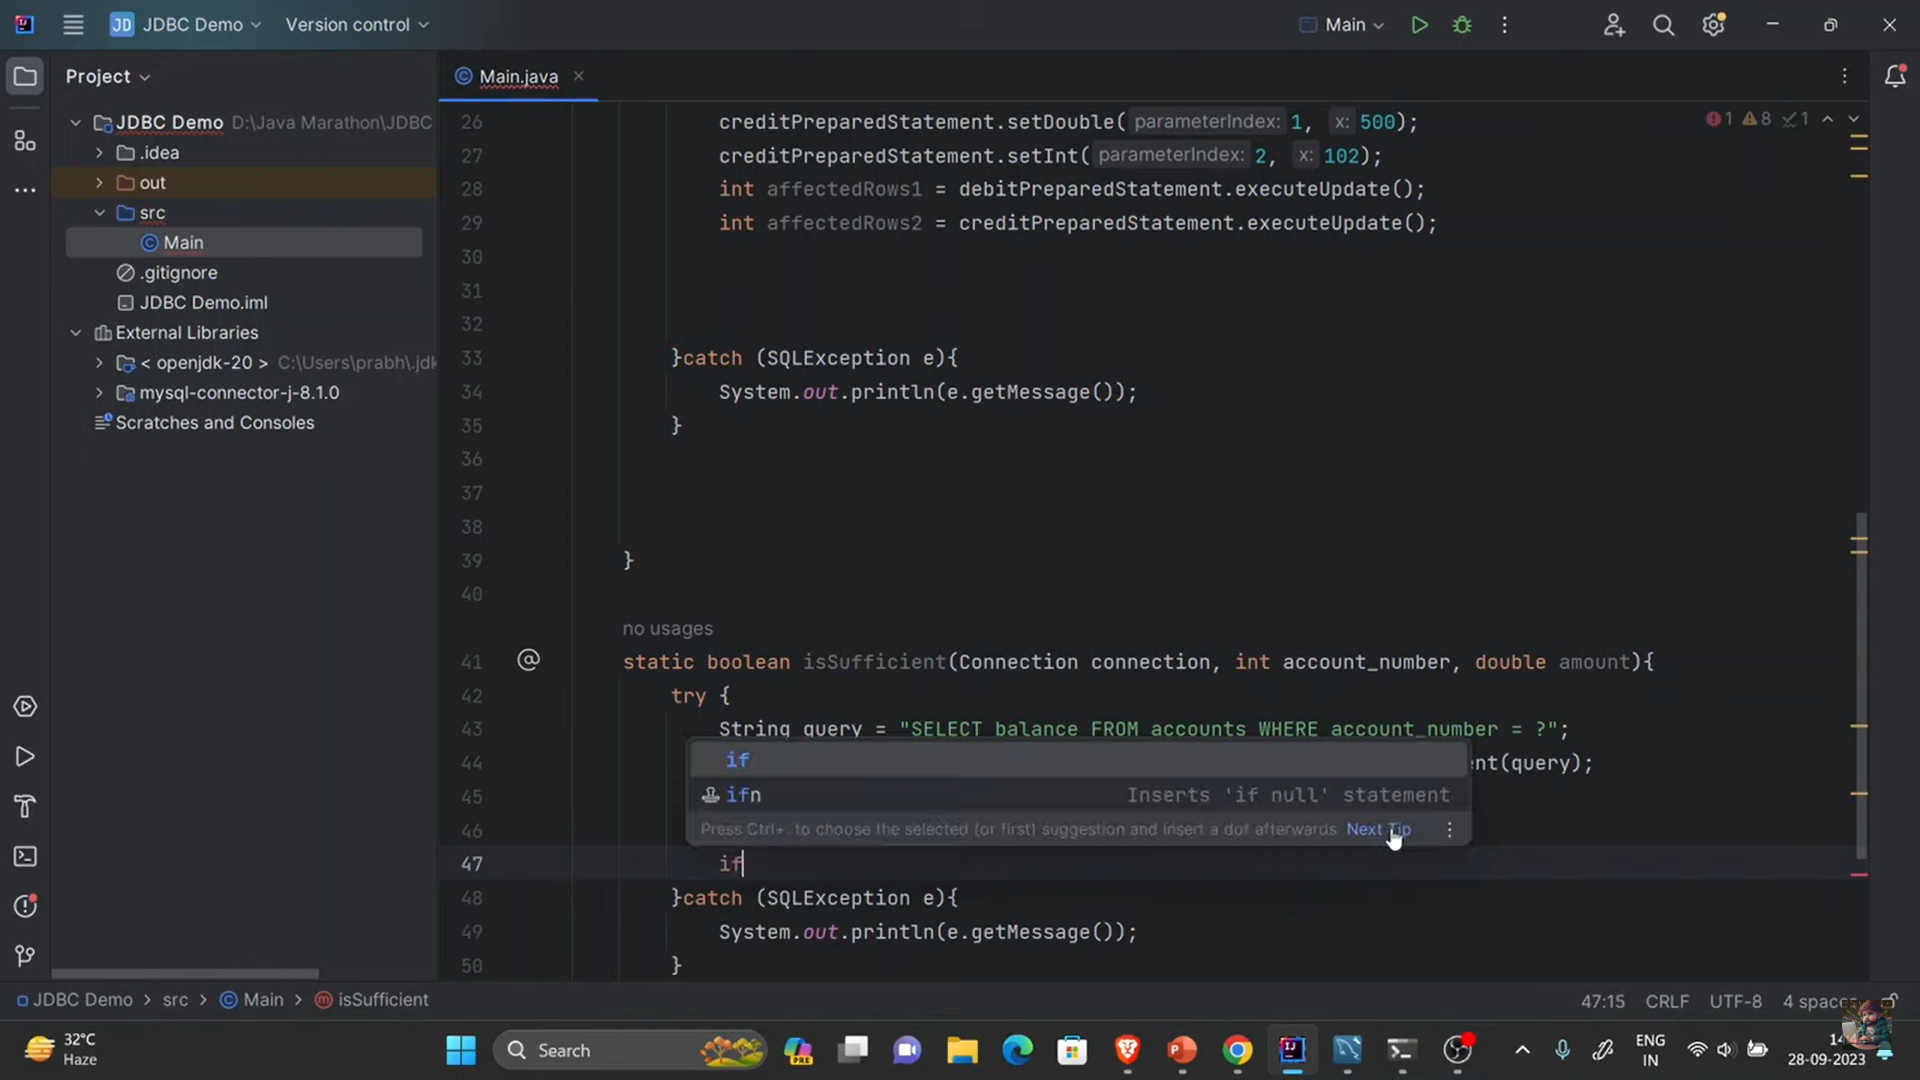 JD JDBC Demo Version control Main
Project
Main.java
JDBC Demo D:\Java Marathon\JDBC
.idea
out
src
Main
.gitignore
JDBC Demo.iml
External Libraries
< openjdk-20 > C:\Users\prabh\.jdk
mysql-connector-j-8.1.0
Scratches and Consoles
1 8 1
26 creditPreparedStatement.setDouble( parameterIndex: 1, x: 500);
27 creditPreparedStatement.setInt( parameterIndex: 2, x: 102);
28 int affectedRows1 = debitPreparedStatement.executeUpdate();
29 int affectedRows2 = creditPreparedStatement.executeUpdate();
30
31
32
33 }catch (SQLException e){
34 System.out.println(e.getMessage());
35 }
36
37
38
39 }
40
no usages
41 @ static boolean isSufficient(Connection connection, int account_number, double amount){
42 try {
43 String query = "SELECT balance FROM accounts WHERE account_number = ?";
44 nt(query);
45
46
if
ifn Inserts 'if null' statement
Press Ctrl+. to choose the selected (or first) suggestion and insert a dot afterwards Next Tip
47 if
48 }catch (SQLException e){
49 System.out.println(e.getMessage());
50 }
JDBC Demo > src > Main > isSufficient
47:15 CRLF UTF-8 4 spaces
32°C
Haze
Search
PRE
ENG
IN
28-09-2023